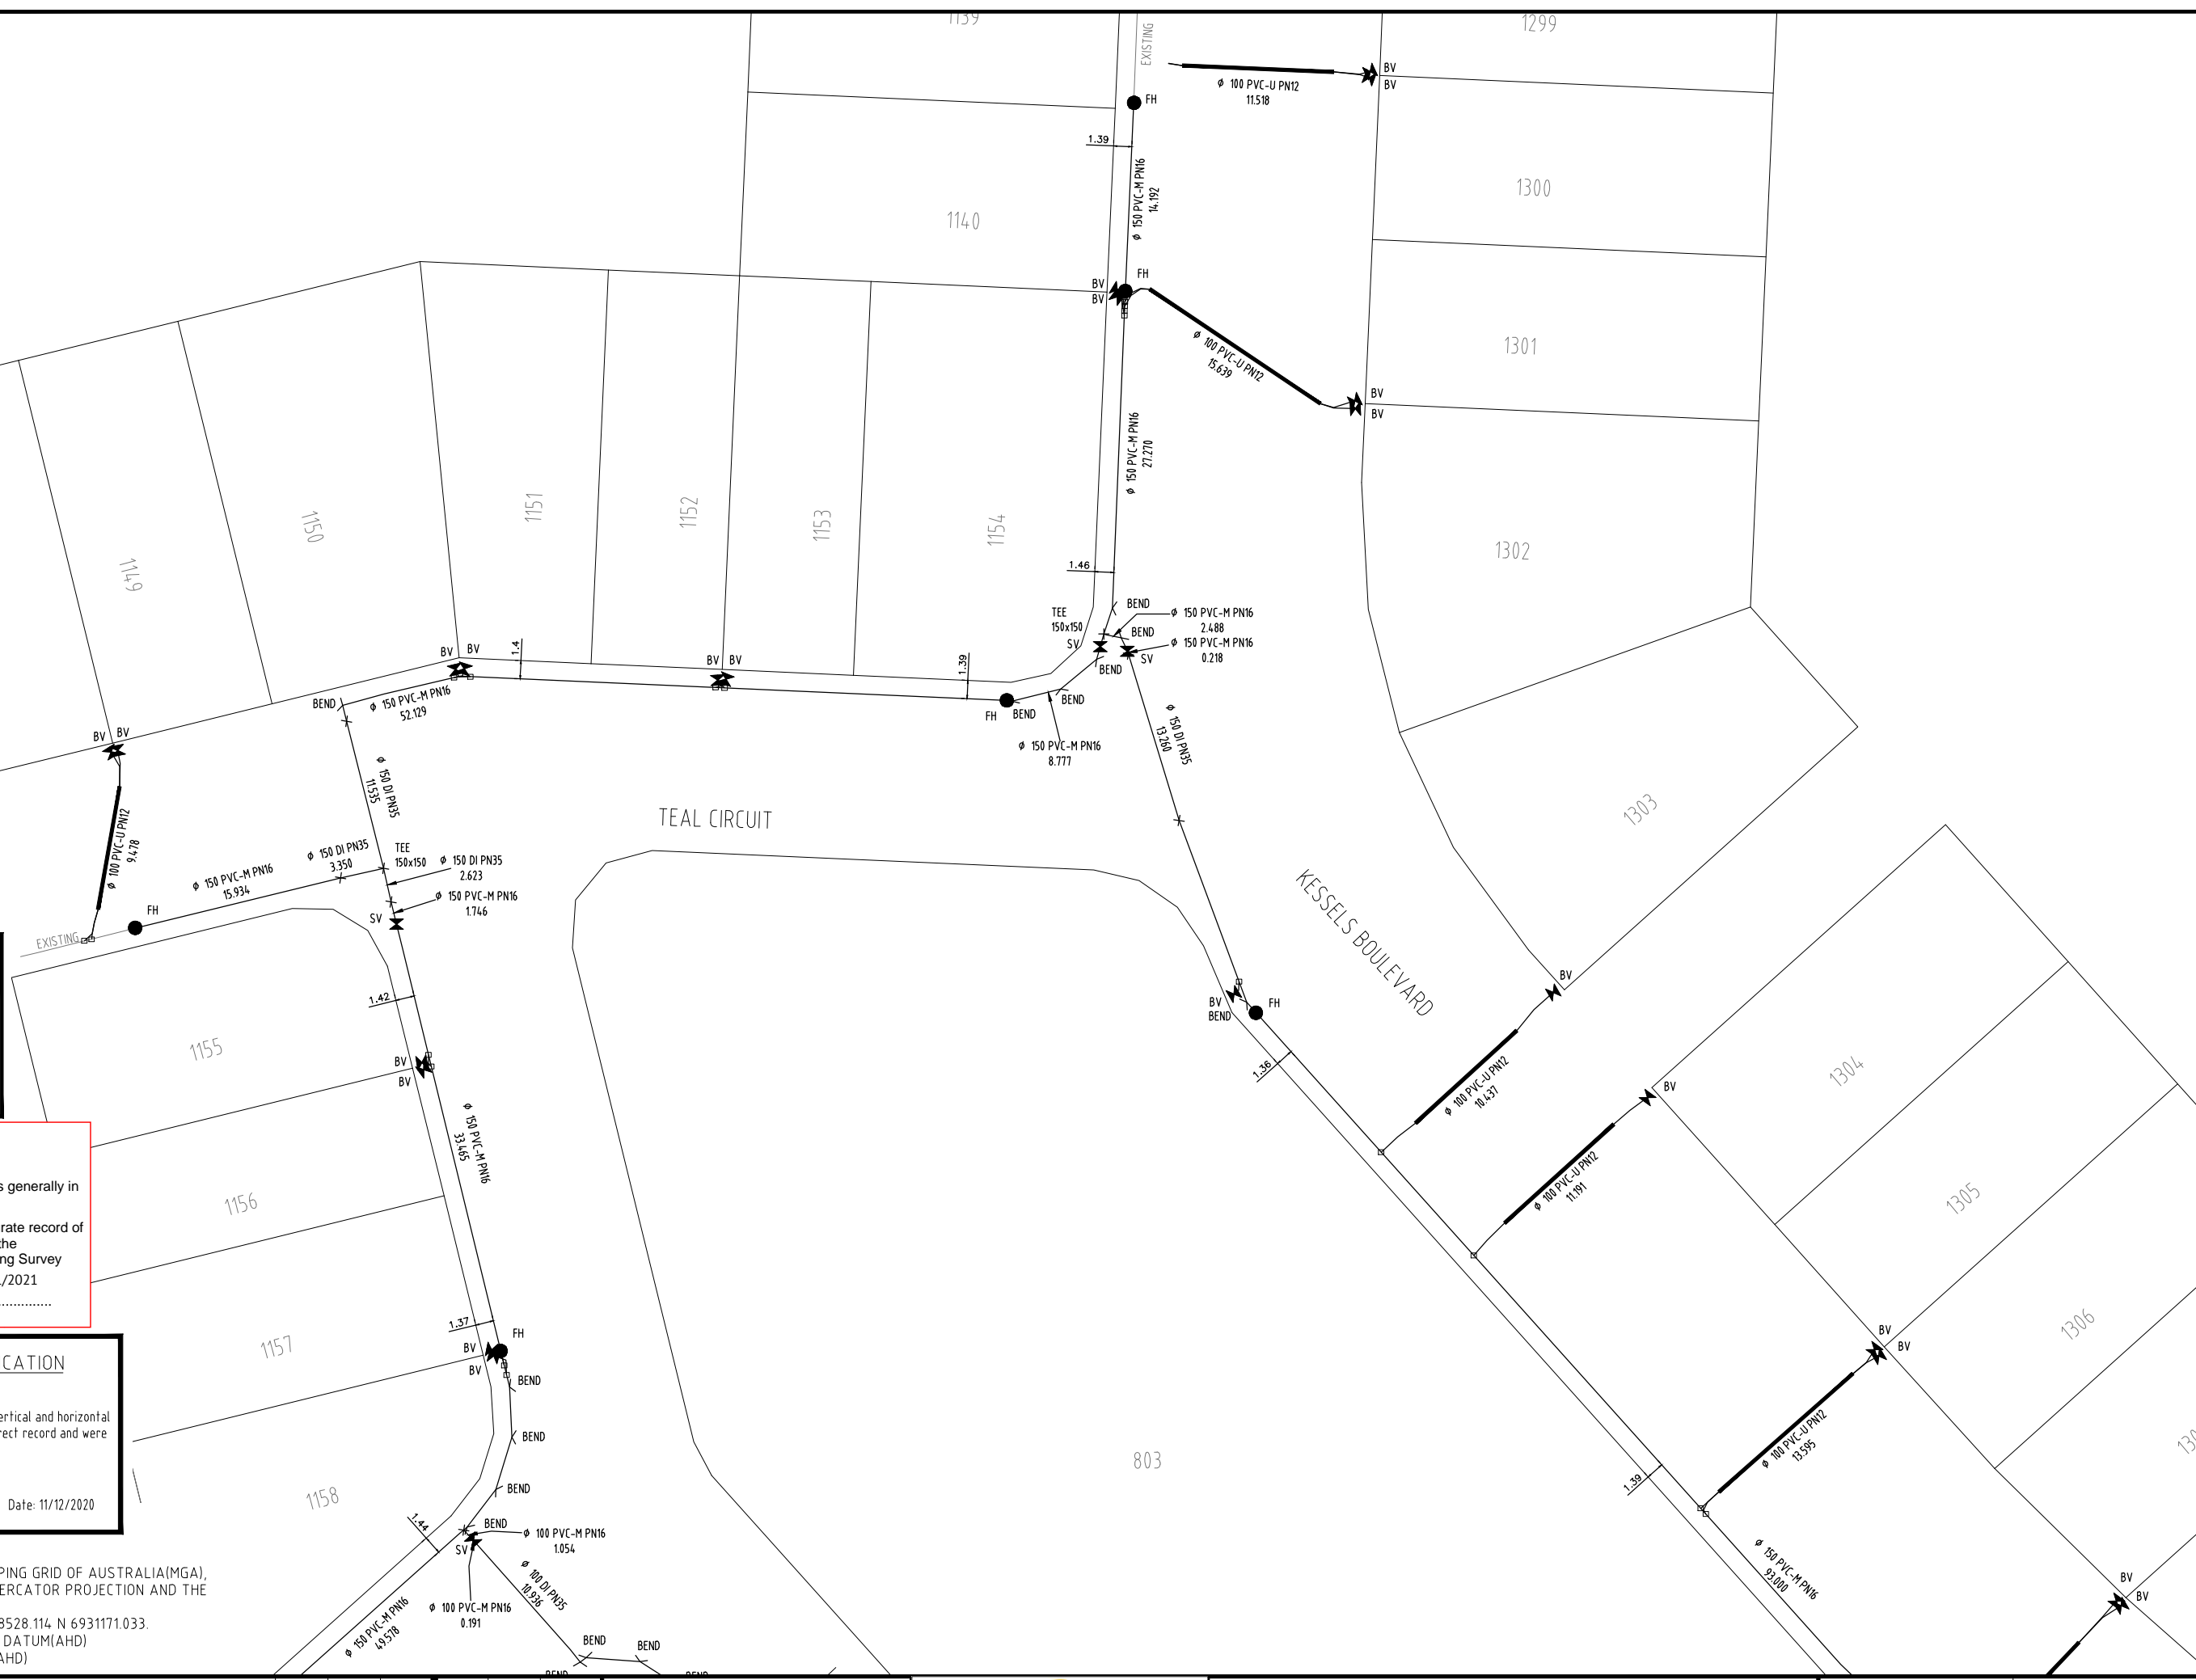 1139
EXISTING
1299
BV
BV
φ 100 PVC-U PN12
11.518
FH
1.39
φ 150 PVC-M PN16
14.192
1300
1140
FH
BV
BV
φ 100 PVC-U PN12
15.639
1301
BV
BV
φ 150 PVC-M PN16
27.270
1149
1150
1151
1152
1153
1154
1302
1.46
BEND
TEE
150x150
φ 150 PVC-M PN16
2.488
BEND
SV
φ 150 PVC-M PN16
0.218
SV
BEND
BV
BV
1.4
BV
BV
1.39
BEND
φ 150 PVC-M PN16
52.129
FH
BEND
BEND
φ 150 PVC-M PN16
8.777
φ 150 DI PN35
13.260
BV
BV
φ 150 DI PN35
11.535
φ 100 PVC-U PN12
9.478
TEAL CIRCUIT
1303
φ 150 PVC-M PN16
15.934
φ 150 DI PN35
3.350
TEE
150x150
φ 150 DI PN35
2.623
φ 150 PVC-M PN16
1.746
FH
SV
EXISTING
KESSELS BOULEVARD
BV
1.42
BV
BEND
FH
1155
BV
BV
1.36
φ 100 PVC-U PN12
10.437
BV
1304
φ 150 PVC-M PN16
33.465
φ 100 PVC-U PN12
11.191
1305
s generally in
1156
rate record of
the
ng Survey
/2021
..............
1157
1.37
FH
BV
BV
BEND
BV
BV
1306
CATION
ertical and horizontal
rect record and were
Date: 11/12/2020
BEND
φ 100 PVC-U PN12
13.595
803
1158
BEND
1.39
1.44
BEND
SV
φ 100 PVC-M PN16
1.054
φ 100 DI PN35
10.936
φ 100 PVC-M PN16
0.191
φ 150 PVC-M PN16
93.000
BV
BV
PING GRID OF AUSTRALIA(MGA),
ERCATOR PROJECTION AND THE
8528.114 N 6931171.033.
DATUM(AHD)
AHD)
φ 150 PVC-M PN16
49.578
BEND
BEND
BEND
BEND